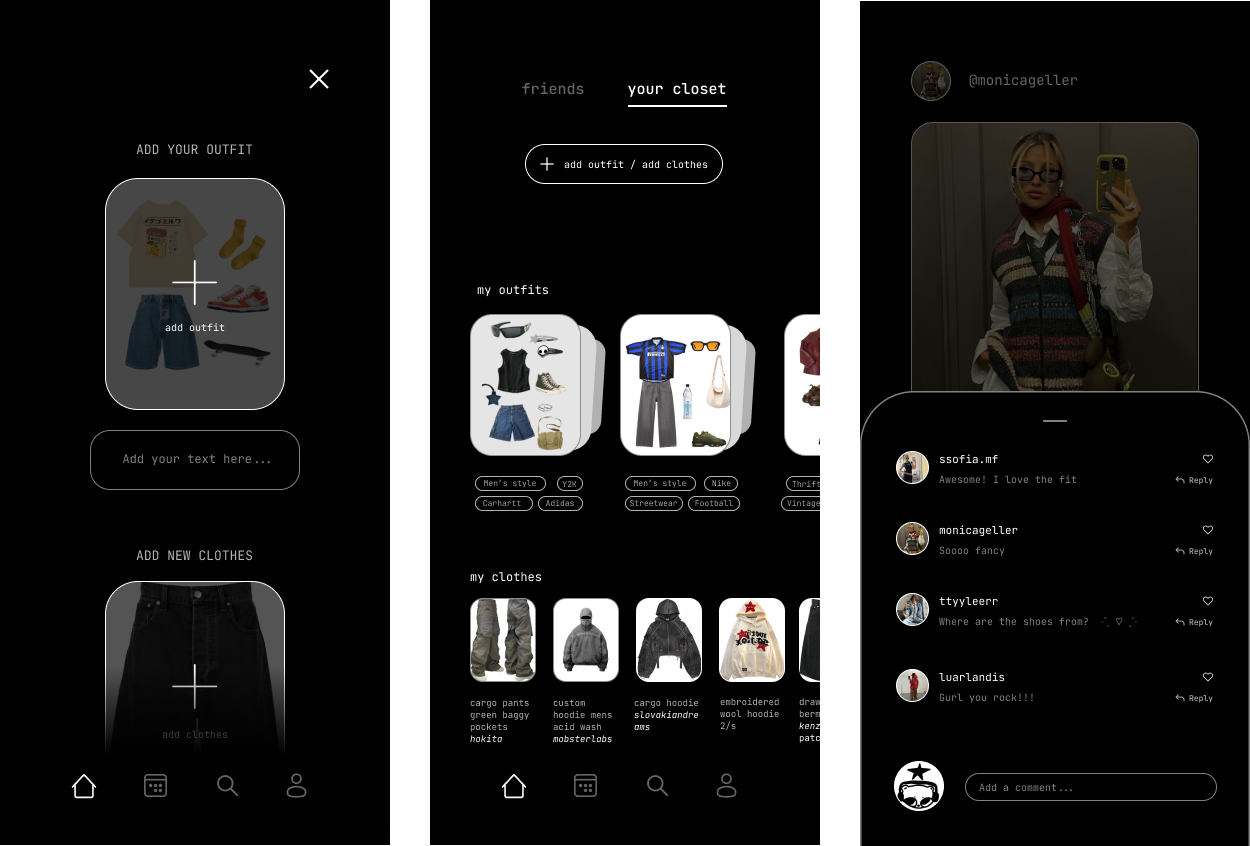 ADD YOUR OUTFIT
add outfit
Add your text here...
ADD NEW CLOTHES
add clothes
friends
your closet
add outfit / add clothes
my outfits
Men's style
Y2K
Carhartt
Adidas
Men's style
Nike
Streetwear
Football
Thrift
Vintage
my clothes
cargo pants
green baggy
pockets
hokita
custom
hoodie mens
acid wash
mobsterlabs
cargo hoodie
slovakiandre
ams
embroidered
wool hoodie
2/s
draw
berm
kenz
patc
@monicageller
ssofia.mf
Awesome! I love the fit
Reply
monicageller
Soooo fancy
Reply
ttyyleerr
Where are the shoes from? ♡
Reply
luarlandis
Gurl you rock!!!
Reply
Add a comment...